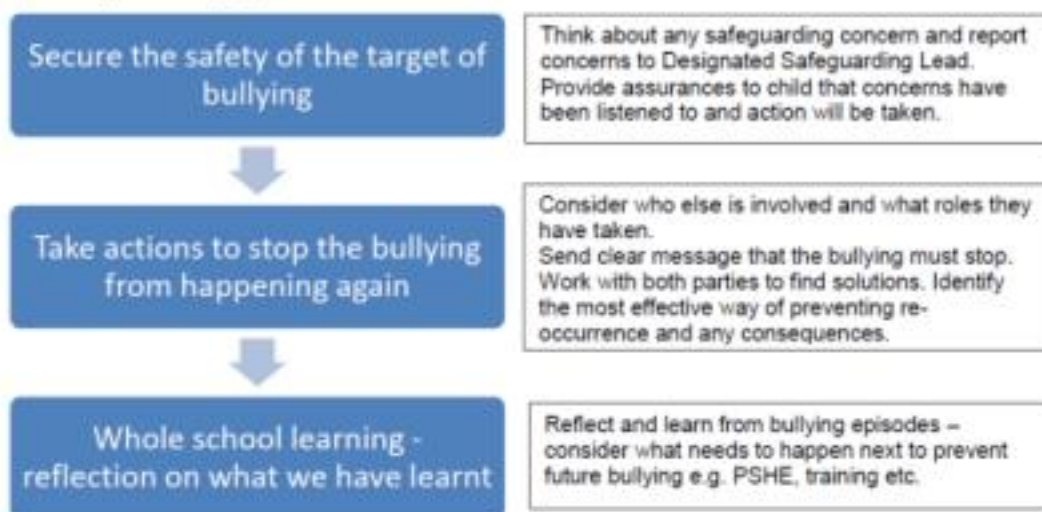 Secure the safety of the target of
bullying
Think about any safeguarding concern and report
concerns to Designated Safeguarding Lead.
Provide assurances to child that concerns have
been listened to and action will be taken.
Take actions to stop the bullying
from happening again
Consider who else is involved and what roles they
have taken.
Send clear message that the bullying must stop.
Work with both parties to find solutions. Identify
the most effective way of preventing re-
occurrence and any consequences.
Whole school learning -
reflection on what we have learnt
Reflect and learn from bullying episodes –
consider what needs to happen next to prevent
future bullying e.g. PSHE, training etc.